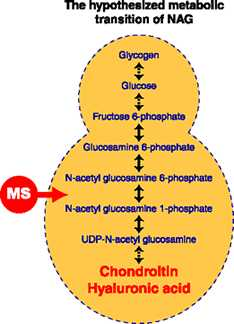 The hypothesized metabolic
transition of NAG
Glycogen
Glucose
Fructose 6-phosphate
Glucosamine 6-phosphate
N-acetyl glucosamine 6-phosphate
MS
N-acetyl glucosamine 1-phosphate
UDP-N-acetyl glucosamine
Chondroltin
Hyaluronic acid